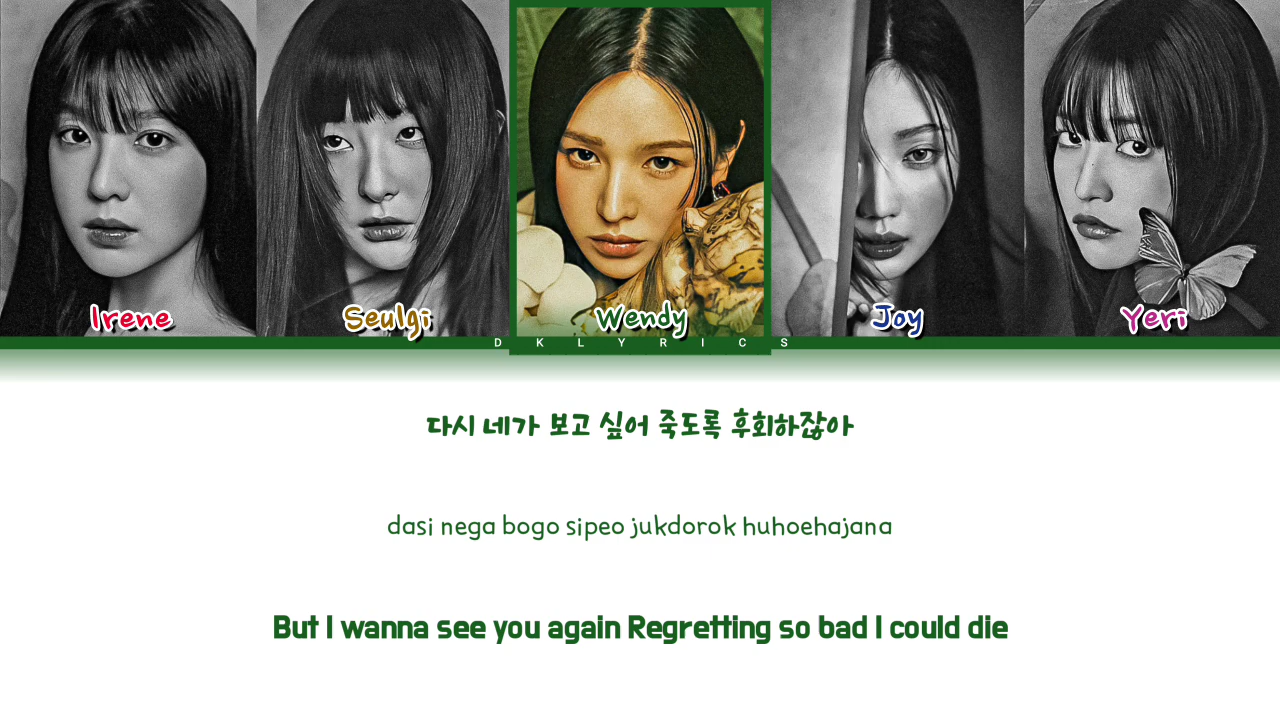 Irene Seulgi Wendy Joy Yeri
DKLYRICS
다시 네가 보고 싶어 죽도록 후회하잖아
dasi nega bogo sipeo jukdorok huhoehajana
But I wanna see you again Regretting so bad I could die